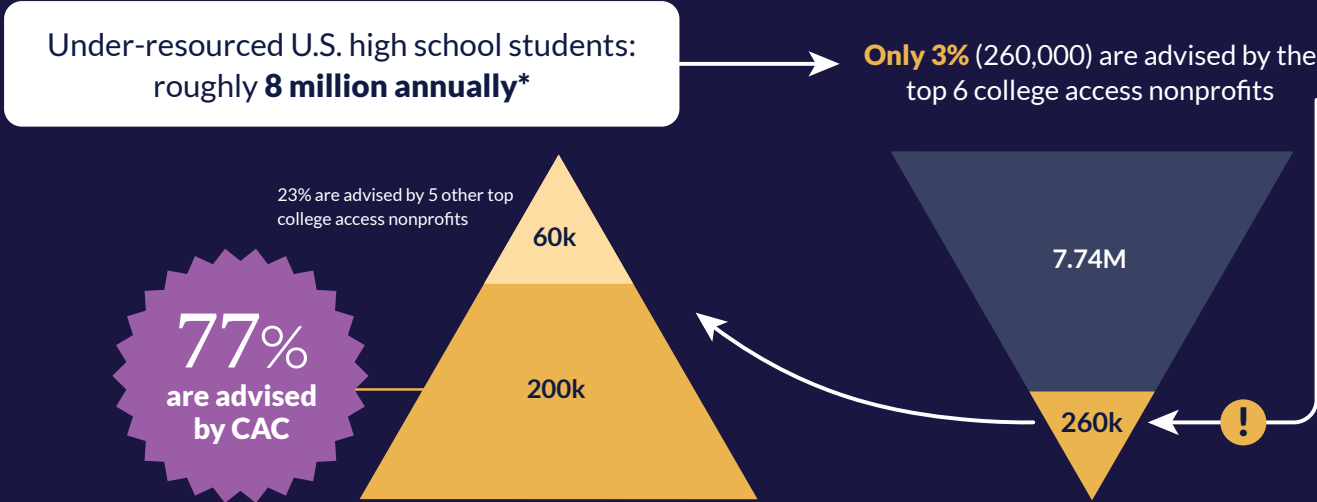 Under-resourced U.S. high school students:
roughly 8 million annually*
Only 3% (260,000) are advised by the
top 6 college access nonprofits
23% are advised by 5 other top
college access nonprofits
60k
7.74M
77%
are advised
by CAC
200k
260k
!